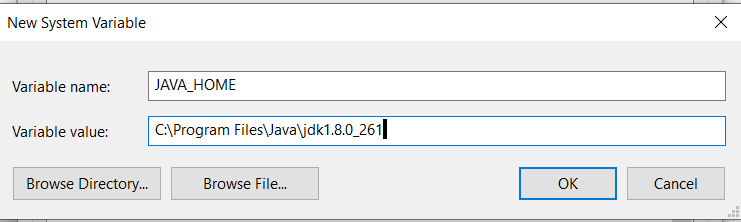 New System Variable
Variable name: JAVA_HOME
Variable value: C:\Program Files\Java\jdk1.8.0_261
Browse Directory... Browse File... OK Cancel